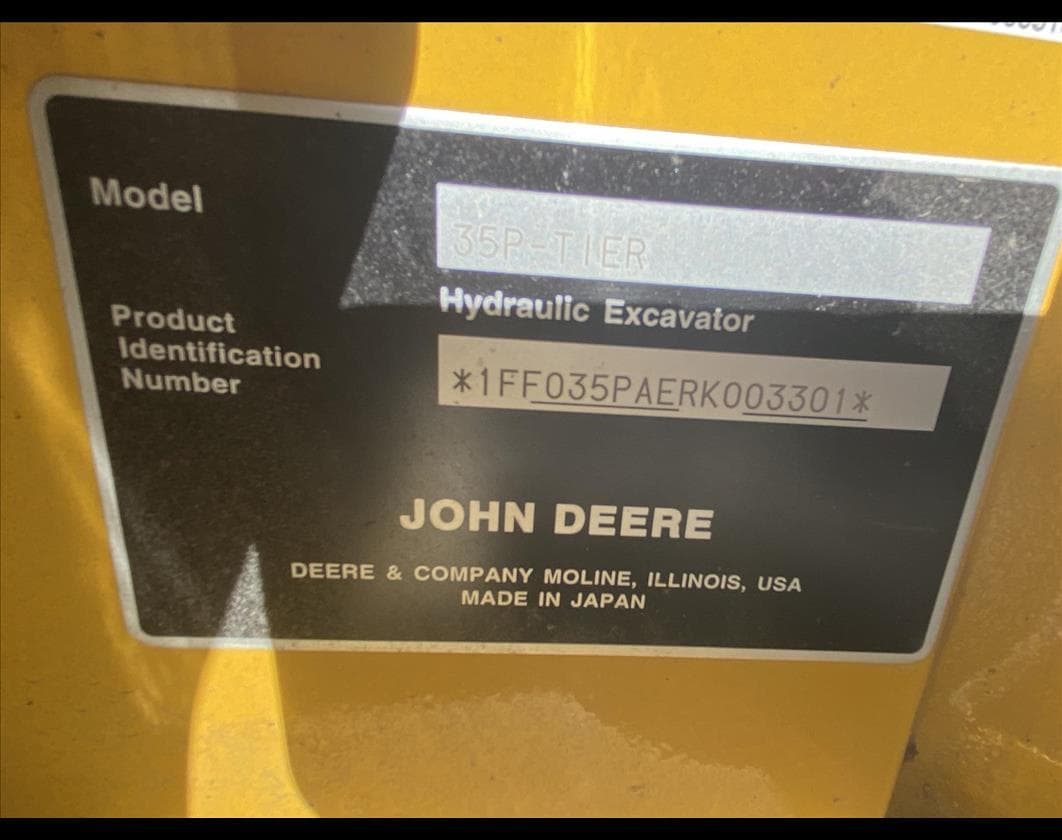 Model
35P-TIER
Hydraulic Excavator
Product
Identification
Number
*1FF035PAERK003301*
JOHN DEERE
DEERE & COMPANY MOLINE, ILLINOIS, USA
MADE IN JAPAN